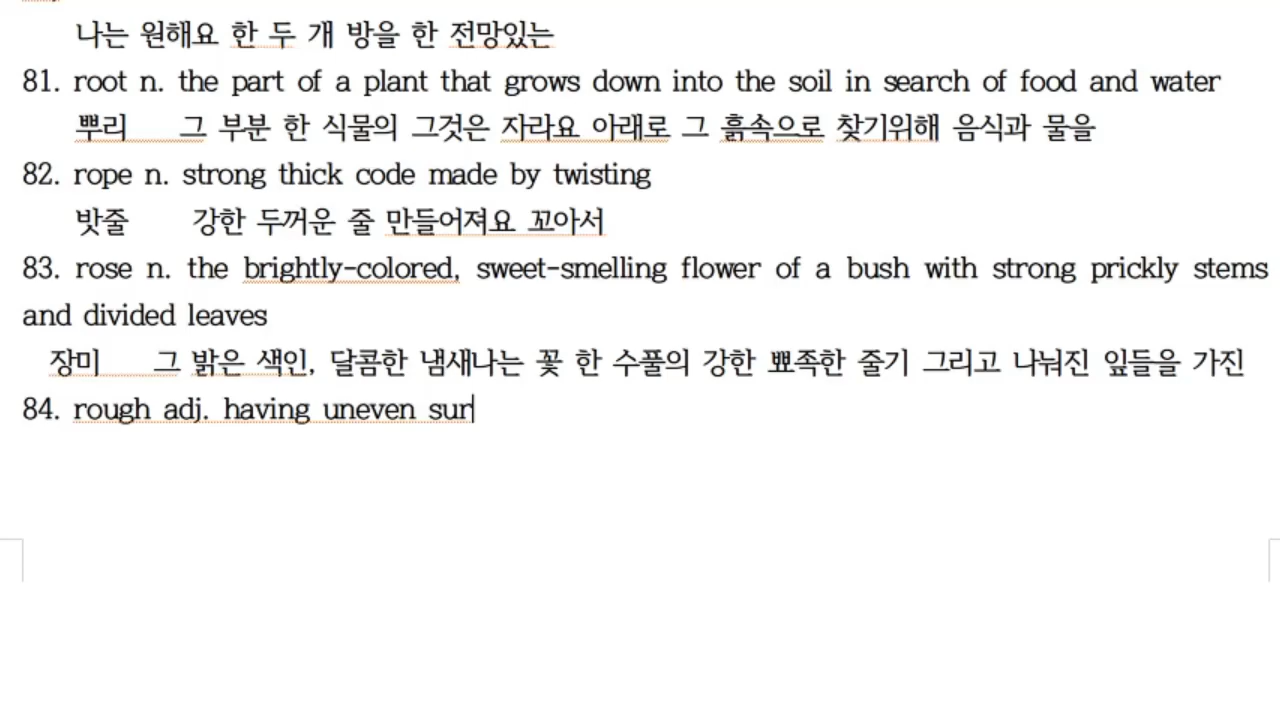 나는 원해요 한 두 개 방을 한 전망있는
81. root n. the part of a plant that grows down into the soil in search of food and water
뿌리 그 부분 한 식물의 그것은 자라요 아래로 그 흙속으로 찾기위해 음식과 물을
82. rope n. strong thick code made by twisting
밧줄 강한 두꺼운 줄 만들어져요 꼬아서
83. rose n. the brightly-colored, sweet-smelling flower of a bush with strong prickly stems
and divided leaves
장미 그 밝은 색인, 달콤한 냄새나는 꽃 한 수풀의 강한 뾰족한 줄기 그리고 나눠진 잎들을 가진
84. rough adj. having uneven sur